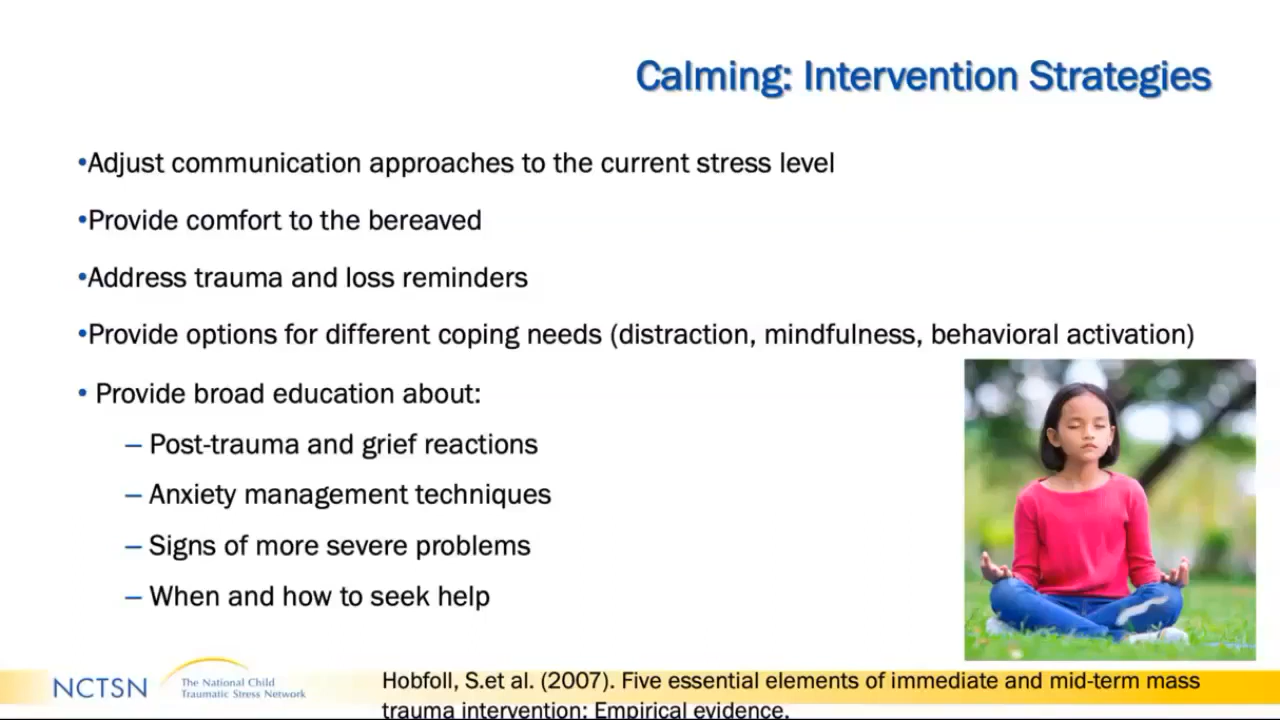 Calming: Intervention Strategies
•Adjust communication approaches to the current stress level
•Provide comfort to the bereaved
•Address trauma and loss reminders
•Provide options for different coping needs (distraction, mindfulness, behavioral activation)
• Provide broad education about:
– Post-trauma and grief reactions
– Anxiety management techniques
– Signs of more severe problems
– When and how to seek help
NCTSN
The National Child
Traumatic Stress Network
Hobfoll, S.et al. (2007). Five essential elements of immediate and mid-term mass
trauma intervention: Empirical evidence.